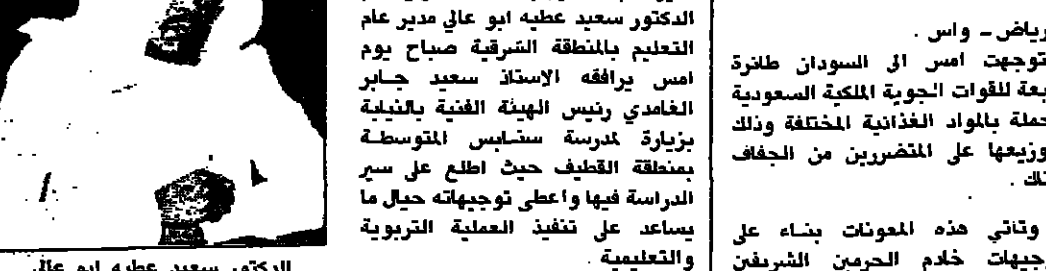 رياض ـ واس .
توجهت امس الى السودان طائرة
بعة للقوات الجوية الملكية السعودية
حملة بالمواد الغذائية المختلفة وذلك
وزيعها على المتضررين من الجفاف
.
وتاتي هذه المعونات بناء على
جيهات خادم الحرمين الشريفين
الدكتور سعيد عطيه ابو عالي مدير عام
التعليم بالمنطقة الشرقية صباح يوم
امس يرافقه الاستاذ سعيد جابر
الغامدي رئيس الهيئة الفنية بالنيابة
بزيارة لمدرسة سنابس المتوسطة
بمنطقة القطيف حيث اطلع على سير
الدراسة فيها واعطى توجيهاته حيال ما
يساعد على تنفيذ العملية التربوية
والتعليمية .
الدكتور سعيد عطيه ابو عالي